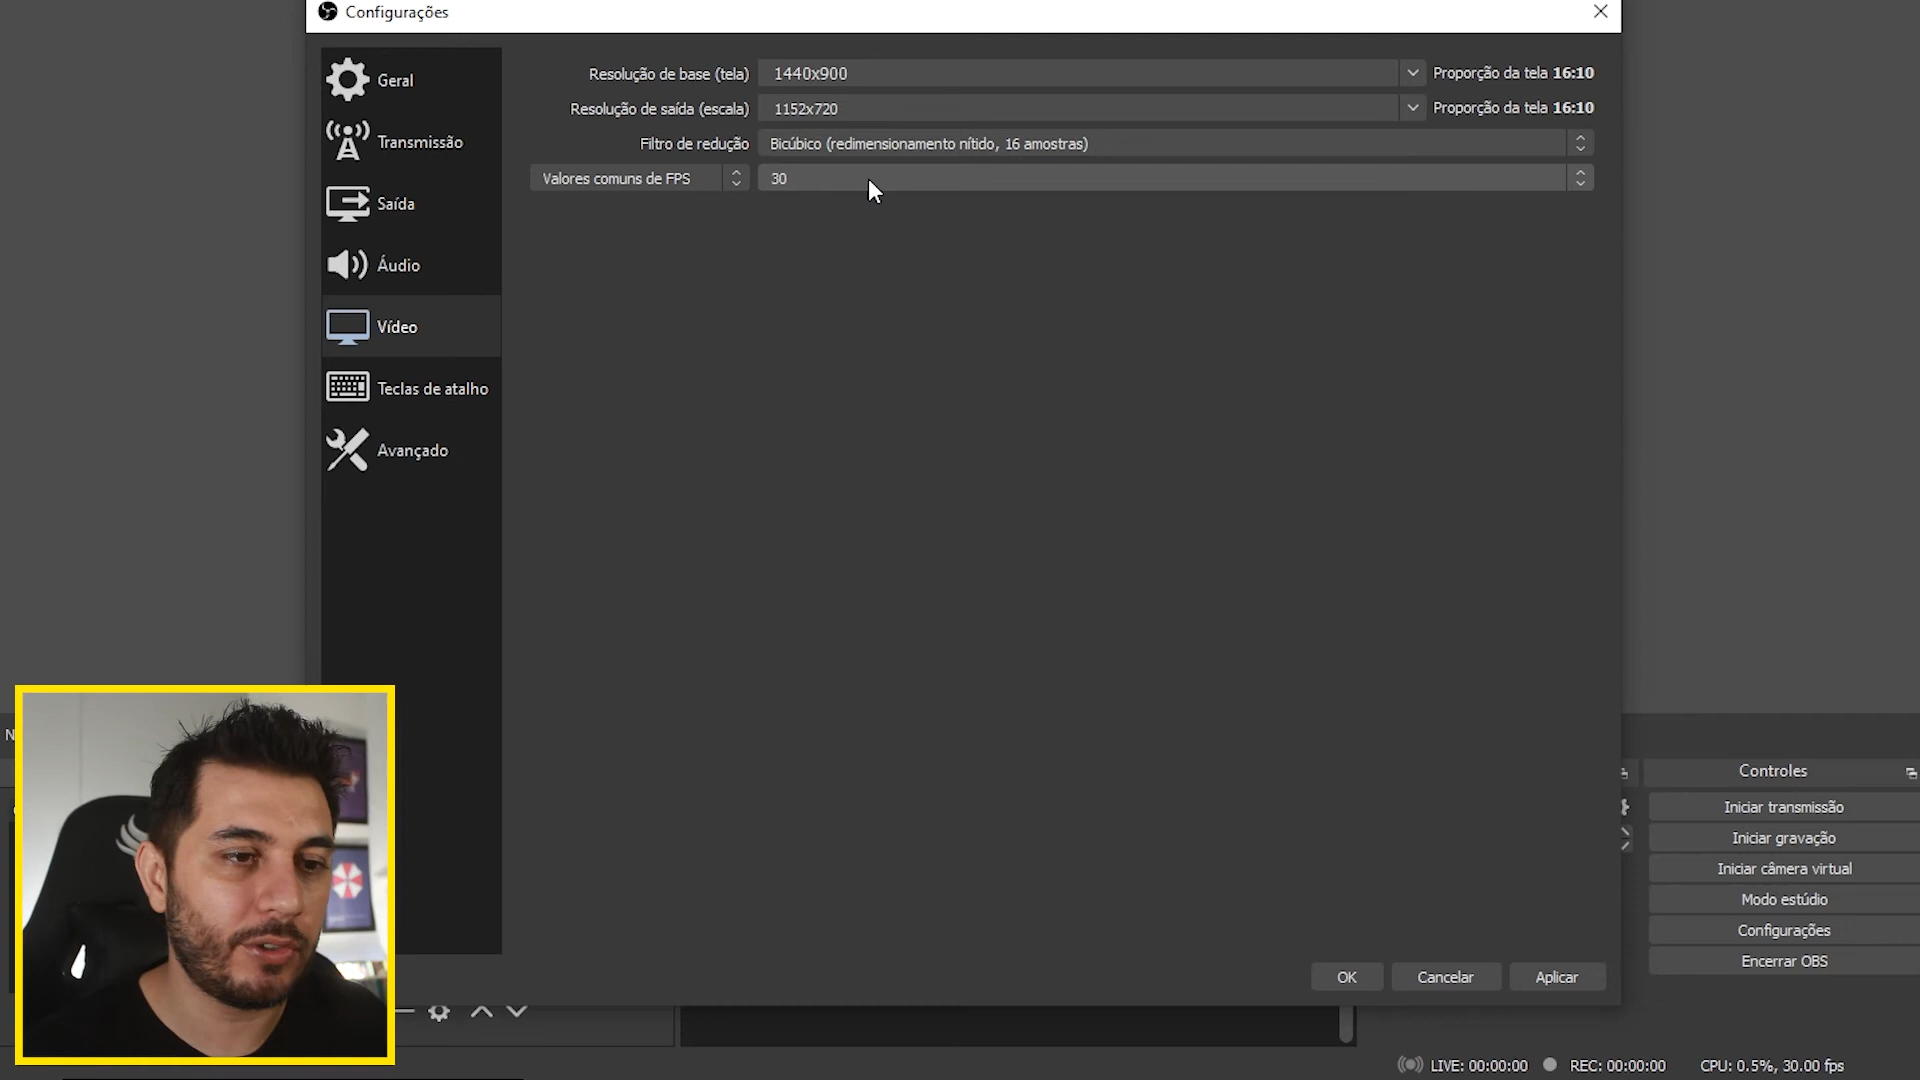 Configurações
Geral
Transmissão
Saída
Áudio
Vídeo
Teclas de atalho
Avançado
Resolução de base (tela) 1440x900 Proporção da tela 16:10
Resolução de saída (escala) 1152x720 Proporção da tela 16:10
Filtro de redução Bicúbico (redimensionamento nítido, 16 amostras)
Valores comuns de FPS 30
OK Cancelar Aplicar
N
Controles
Iniciar transmissão
Iniciar gravação
Iniciar câmera virtual
Modo estúdio
Configurações
Encerrar OBS
LIVE: 00:00:00 REC: 00:00:00 CPU: 0.5%, 30.00 fps